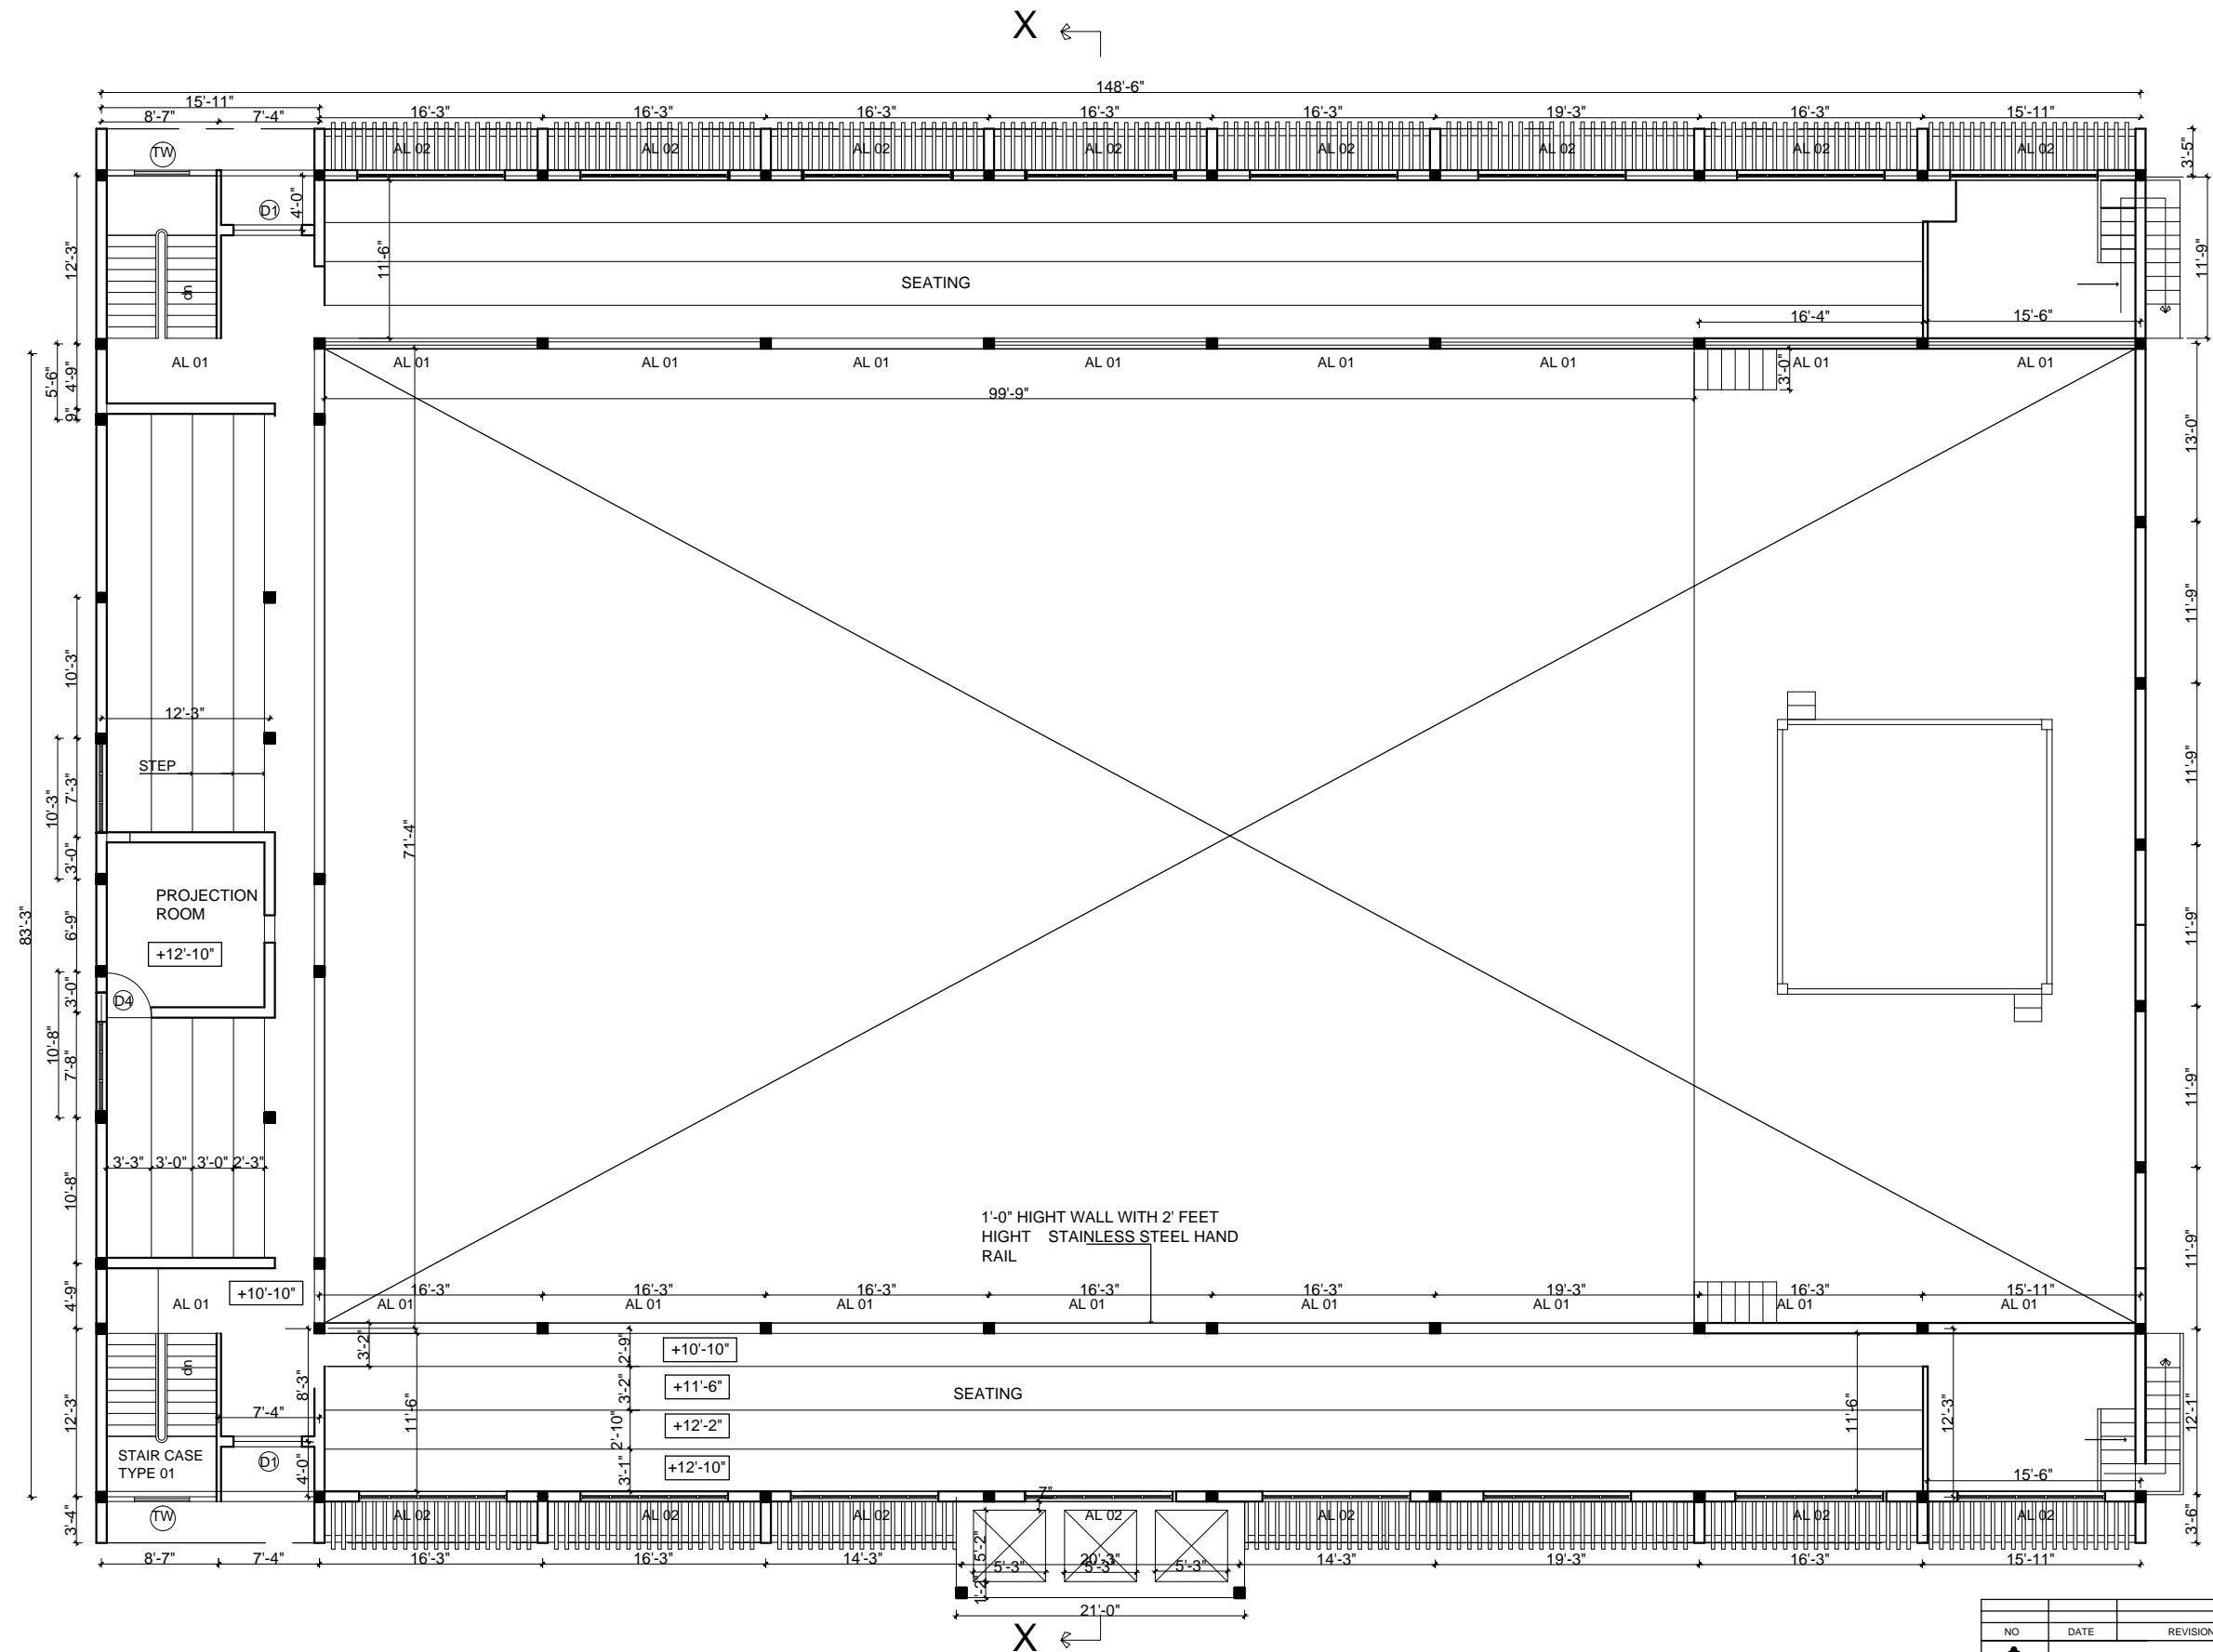 X
148'-6"
15'-11"
8'-7" 7'-4" 16'-3" 16'-3" 16'-3" 16'-3" 16'-3" 19'-3" 16'-3" 15'-11"
TW AL 02 AL 02 AL 02 AL 02 AL 02 AL 02 AL 02 AL 02 3'-5"
D1 4'-0"
12'-3" 11'-6" 11'-9"
dn SEATING
16'-4" 15'-6"
AL 01 AL 01 AL 01 AL 01 AL 01 AL 01 AL 01 AL 01 AL 01
5'-6" 4'-9" 3'-0"
99'-9"
9" 13'-0"
11'-9"
10'-3"
12'-3"
STEP 11'-9"
7'-3"
10'-3"
71'-4"
3'-0"
PROJECTION
ROOM
83'-3" 6'-9" 11'-9"
+12'-10"
3'-0" D4
10'-8" 7'-8" 11'-9"
3'-3" 3'-0" 3'-0" 2'-3"
10'-8"
1'-0" HIGHT WALL WITH 2' FEET
HIGHT STAINLESS STEEL HAND
RAIL
11'-9"
4'-9" +10'-10" 16'-3" 16'-3" 16'-3" 16'-3" 16'-3" 19'-3" 16'-3" 15'-11"
AL 01 AL 01 AL 01 AL 01 AL 01 AL 01 AL 01 AL 01 AL 01
3'-2" 2'-9" +10'-10"
dn 8'-3" 3'-2" +11'-6" SEATING
12'-3" 7'-4" 11'-6" 11'-6" 12'-3" 12'-1"
2'-10" +12'-2"
STAIR CASE
TYPE 01
D1 4'-0" 3'-1" +12'-10" 15'-6"
7"
3'-4" TW AL 02 AL 02 AL 02 AL 02 AL 02 AL 02 AL 02 3'-6"
5'-2"
8'-7" 7'-4" 16'-3" 16'-3" 14'-3" 20'-3" 14'-3" 19'-3" 16'-3" 15'-11"
5'-3" 5'-3" 5'-3"
1'-2"
21'-0"
X
NO DATE REVISION